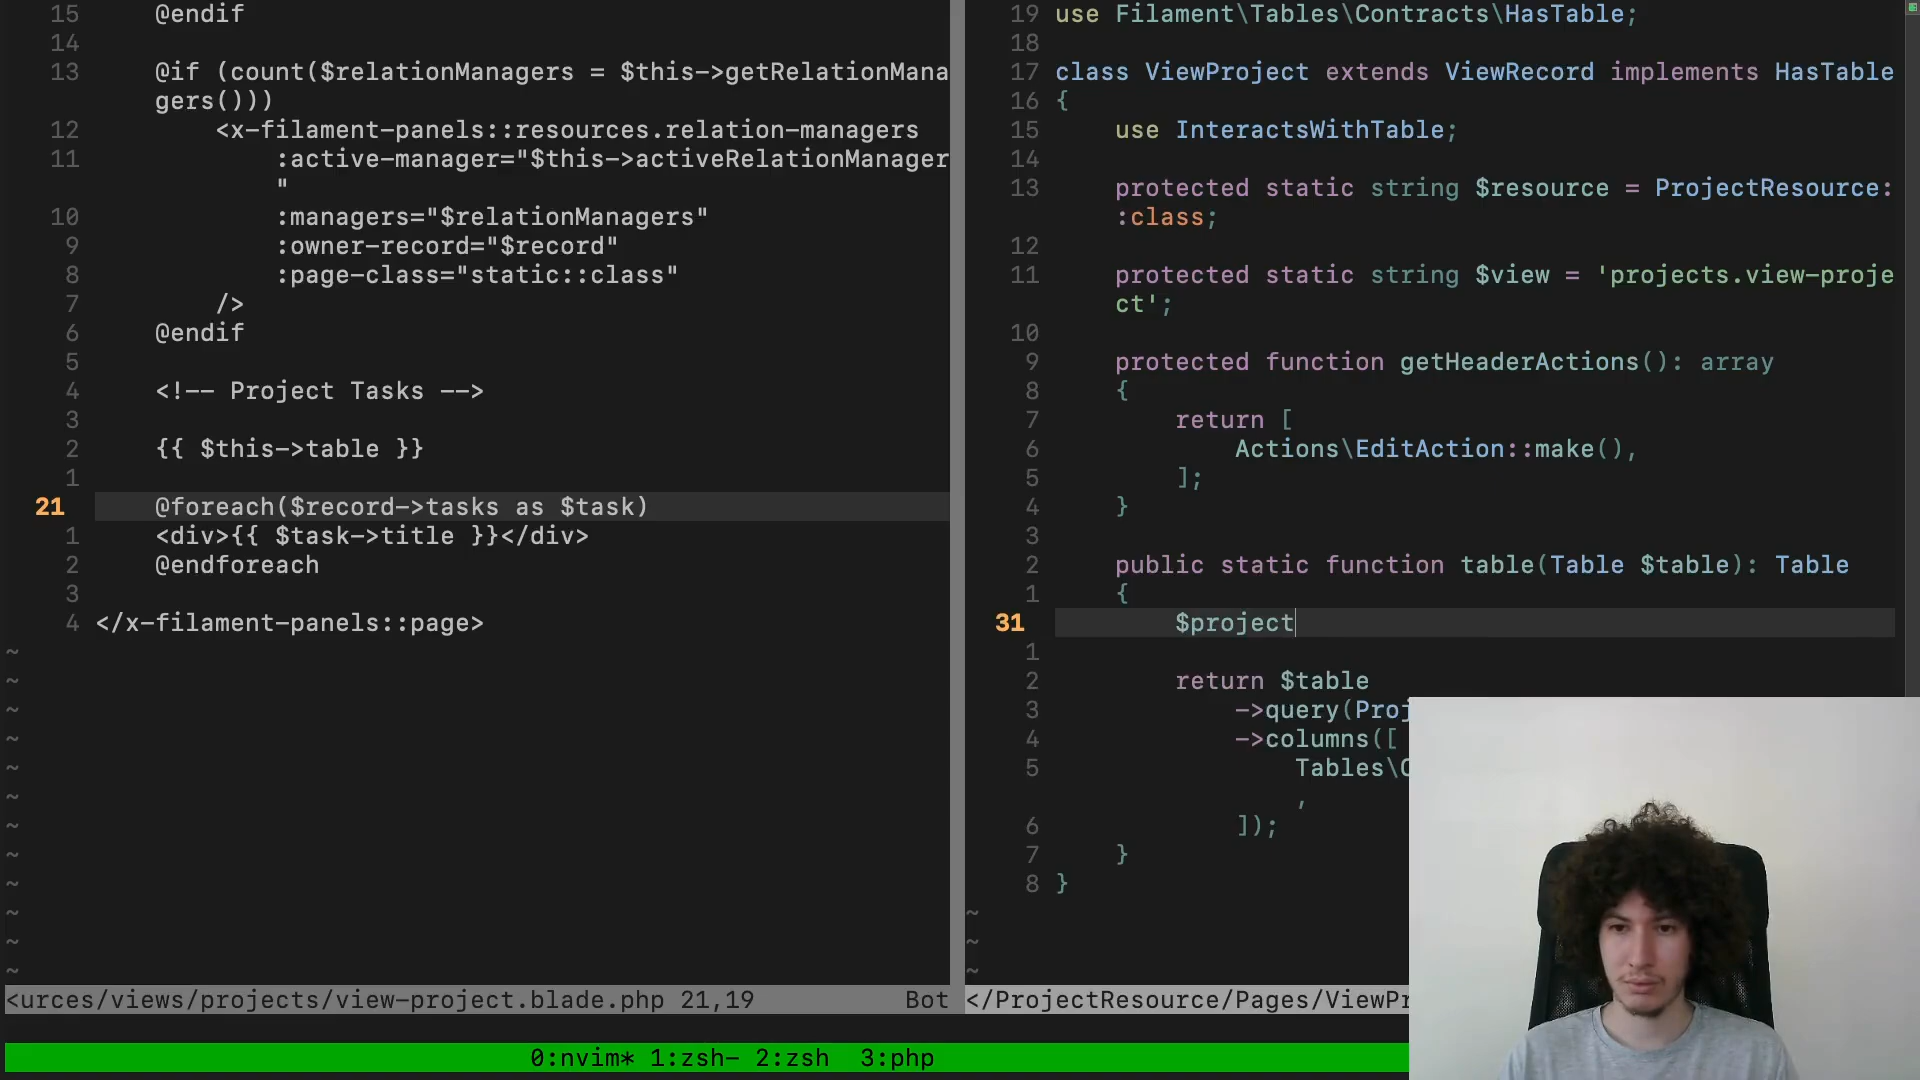 15 @endif
14
13 @if (count($relationManagers = $this->getRelationMana
gers()))
12 <x-filament-panels::resources.relation-managers
11 :active-manager="$this->activeRelationManager
"
10 :managers="$relationManagers"
9 :owner-record="$record"
8 :page-class="static::class"
7 />
6 @endif
5
4 <!-- Project Tasks -->
3
2 {{ $this->table }}
1
21 @foreach($record->tasks as $task)
1 <div>{{ $task->title }}</div>
2 @endforeach
3
4 </x-filament-panels::page>
~
~
~
~
~
~
~
~
~
~
~
~
<urces/views/projects/view-project.blade.php 21,19 Bot
19 use Filament\Tables\Contracts\HasTable;
18
17 class ViewProject extends ViewRecord implements HasTable
16 {
15 use InteractsWithTable;
14
13 protected static string $resource = ProjectResource:
:class;
12
11 protected static string $view = 'projects.view-proje
ct';
10
9 protected function getHeaderActions(): array
8 {
7 return [
6 Actions\EditAction::make(),
5 ];
4 }
3
2 public static function table(Table $table): Table
1 {
31 $project
1
2 return $table
3 ->query(Proj
4 ->columns([
5 Tables\C
,
6 ]);
7 }
8 }
~
~
~
</ProjectResource/Pages/ViewPr
0:nvim* 1:zsh- 2:zsh 3:php